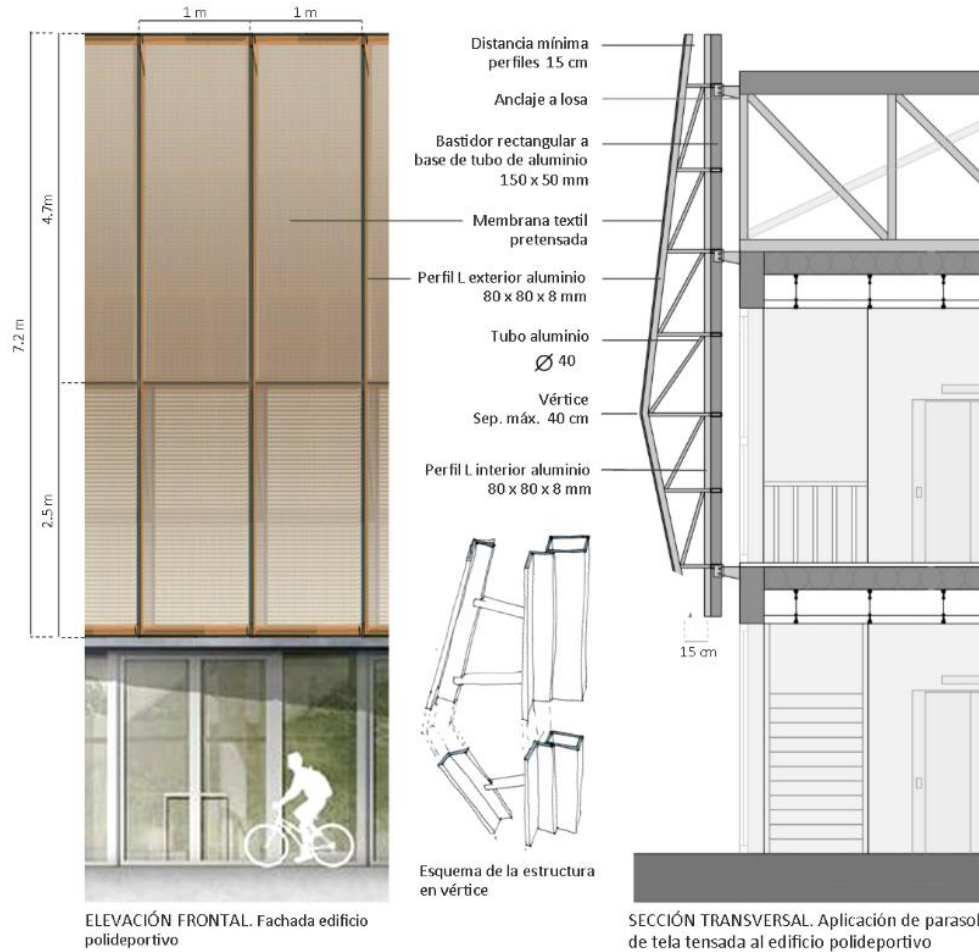 1 m
1 m
4.7m
7.2 m
2.5m
Distancia mínima
perfiles 15 cm
Anclaje a losa
Bastidor rectangular a
base de tubo de aluminio
150 x 50 mm
Membrana textil
pretensada
Perfil L exterior aluminio
80 x 80 x 8 mm
Tubo aluminio
Ø 40
Vértice
Sep. máx. 40 cm
Perfil L interior aluminio
80 x 80 x 8 mm
15 cm
Esquema de la estructura
en vértice
ELEVACIÓN FRONTAL. Fachada edificio
polideportivo
SECCIÓN TRANSVERSAL. Aplicación de parasol
de tela tensada al edificio polideportivo